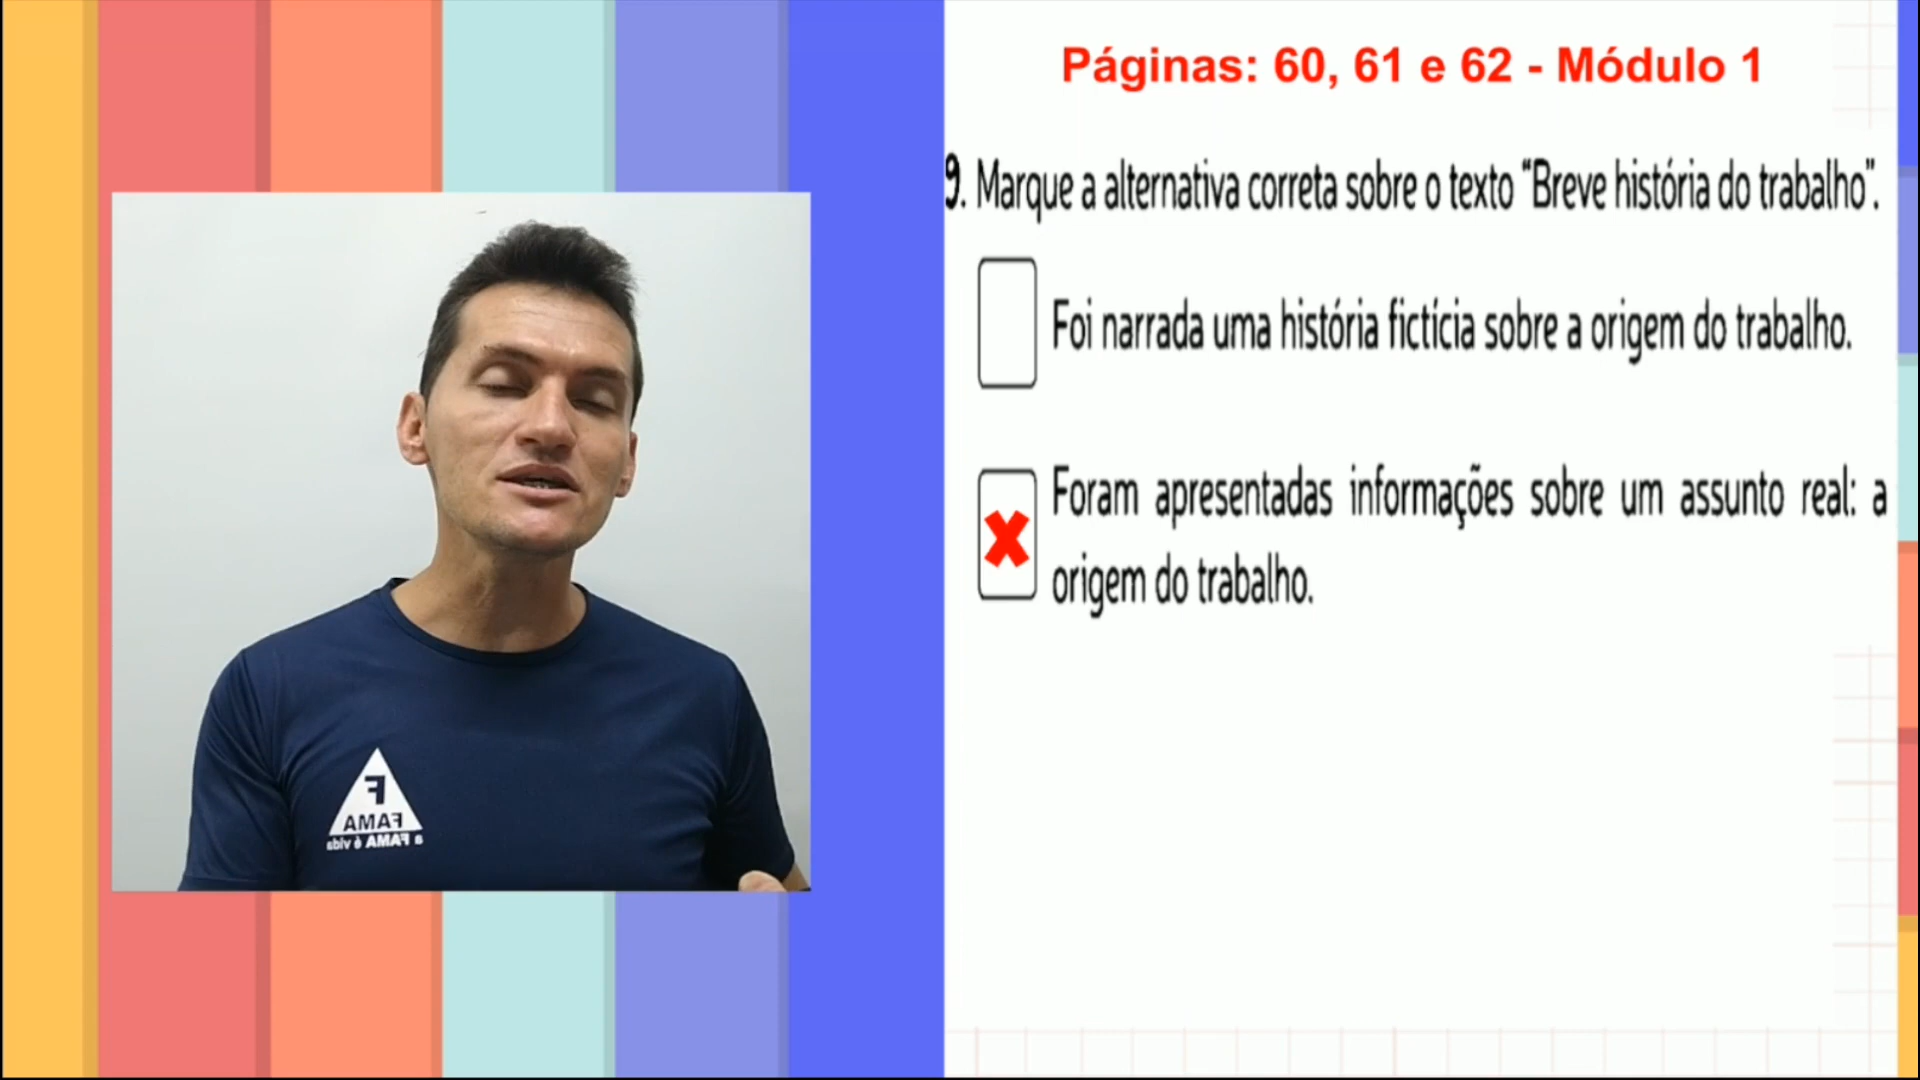 Páginas: 60, 61 e 62 - Módulo 1
9. Marque a alternativa correta sobre o texto “Breve história do trabalho”.
Foi narrada uma história fictícia sobre a origem do trabalho.
Foram apresentadas informações sobre um assunto real: a
origem do trabalho.
F
FAMA
a FAMA é vida